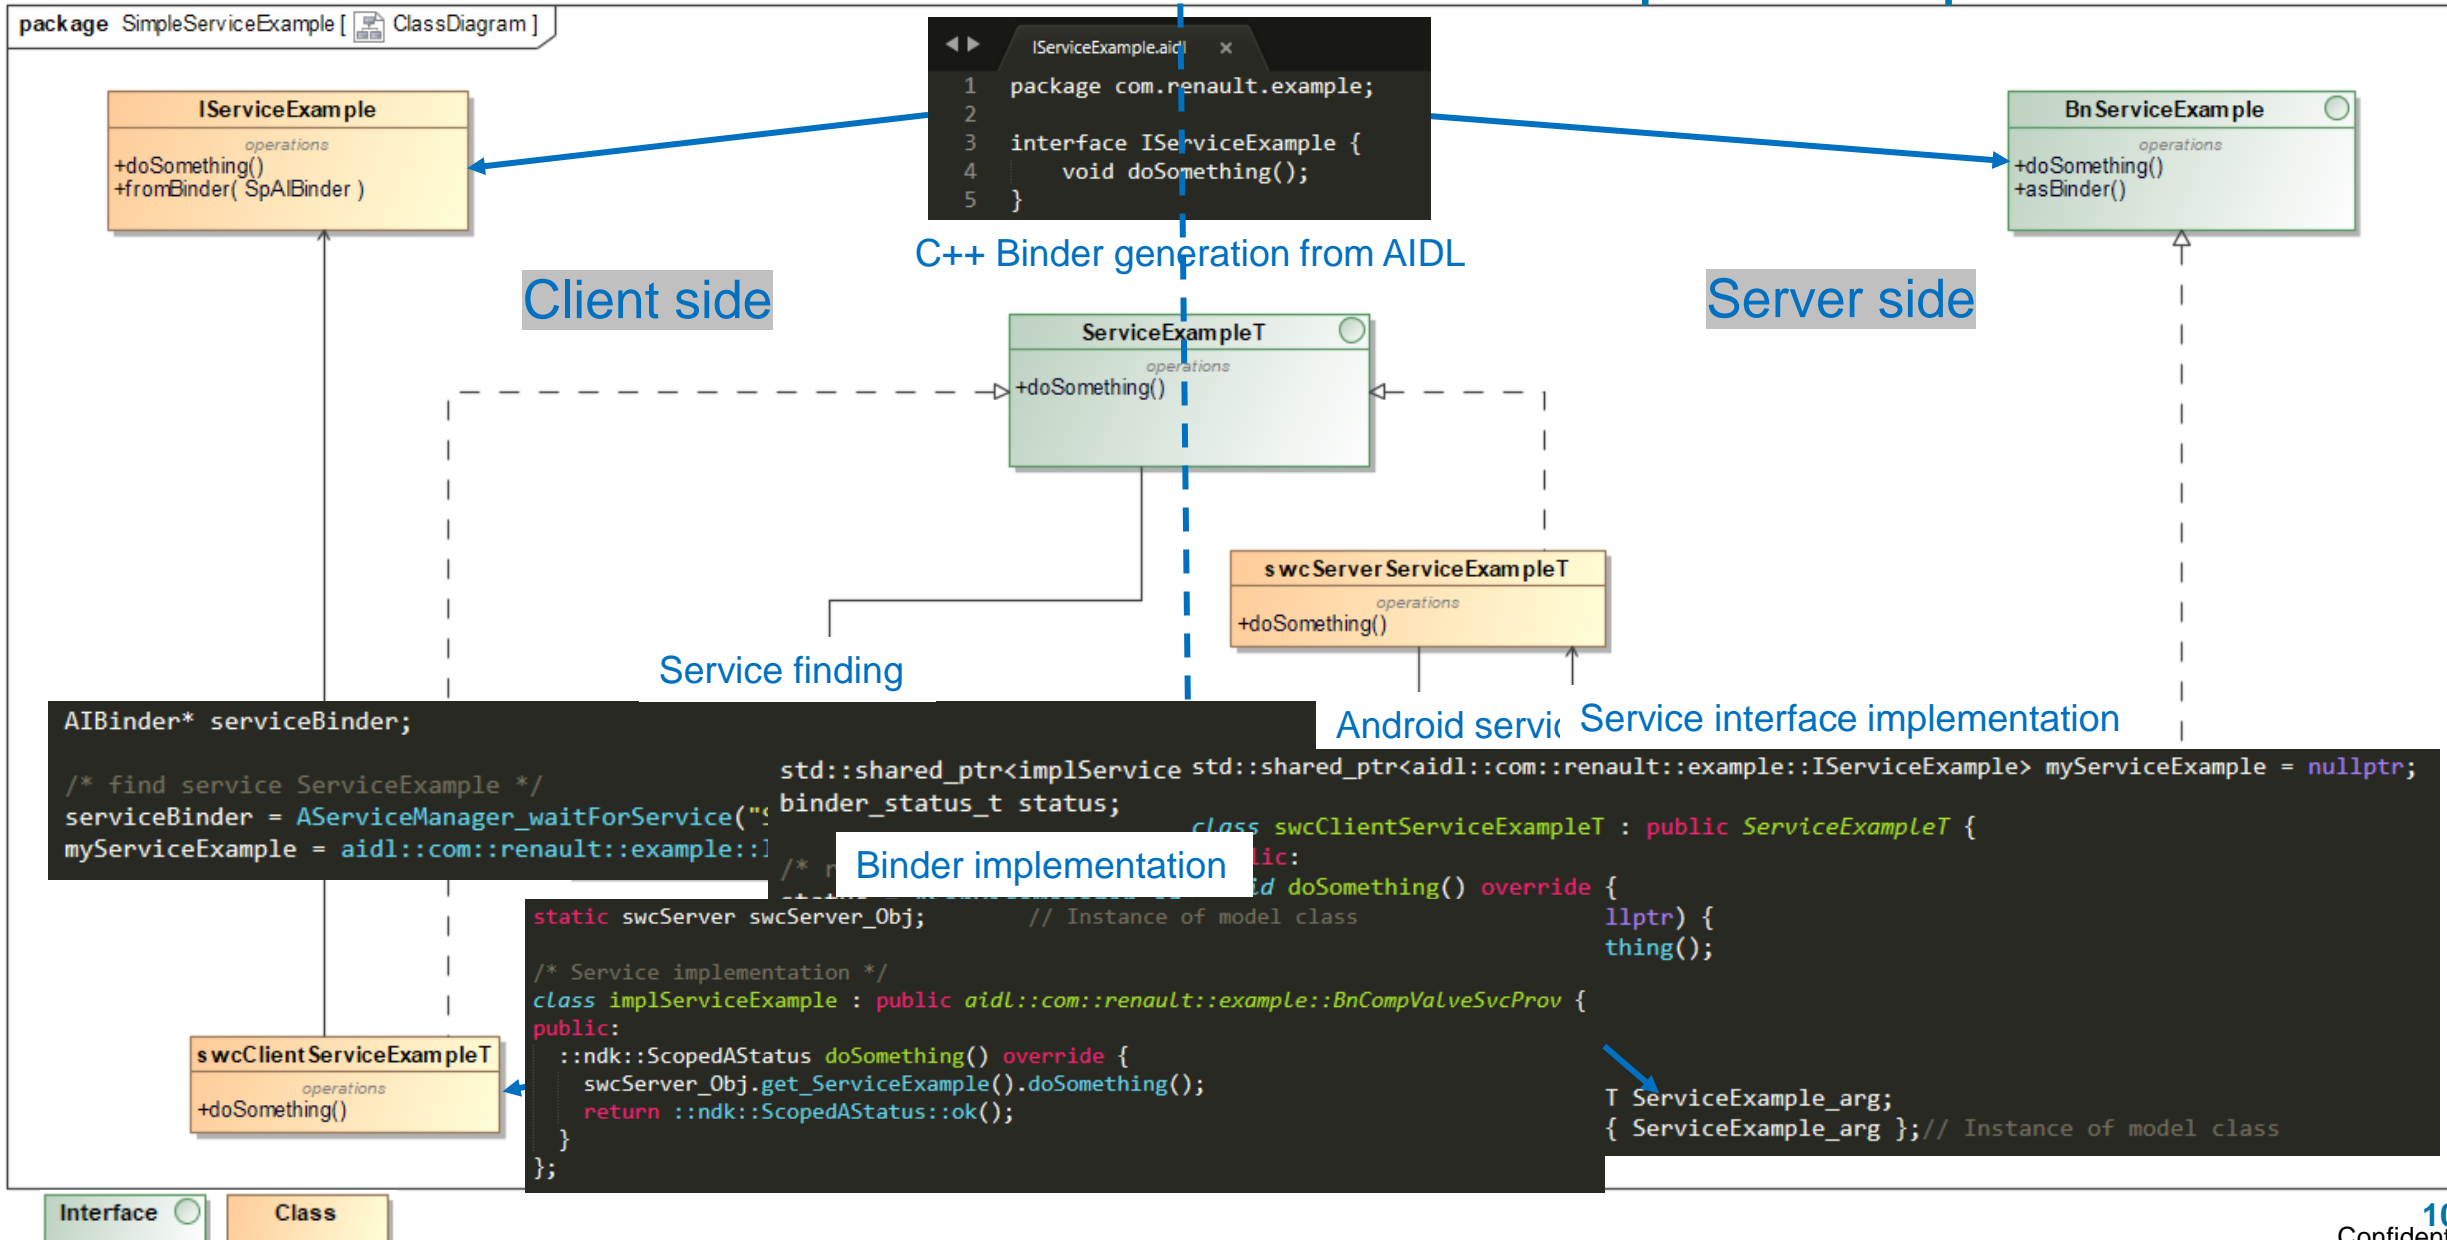 package SimpleServiceExample [ ClassDiagram ]
IServiceExample
operations
+doSomething()
+fromBinder( SpAIBinder )
IServiceExample.aidl ×
1 package com.renault.example;
2
3 interface IServiceExample {
4 void doSomething();
5 }
C++ Binder generation from AIDL
BnServiceExample
operations
+doSomething()
+asBinder()
Client side
Server side
ServiceExampleT
operations
+doSomething()
swcServerServiceExampleT
operations
+doSomething()
Service finding
AIBinder* serviceBinder;
/* find service ServiceExample */
serviceBinder = AServiceManager_waitForService("
myServiceExample = aidl::com::renault::example::
Android
Service interface implementation
std::shared_ptr<implService
binder_status_t status;
/*
std::shared_ptr<aidl::com::renault::example::IServiceExample> myServiceExample = nullptr;
class swcClientServiceExampleT : public ServiceExampleT {
lic:
id doSomething() override {
llptr) {
thing();
T ServiceExample_arg;
{ ServiceExample_arg };// Instance of model class
Binder implementation
static swcServer swcServer_Obj; // Instance of model class
/* Service implementation */
class implServiceExample : public aidl::com::renault::example::BnCompValveSvcProv {
public:
::ndk::ScopedAStatus doSomething() override {
swcServer_Obj.get_ServiceExample().doSomething();
return ::ndk::ScopedAStatus::ok();
}
};
swcClientServiceExampleT
operations
+doSomething()
Interface
Class